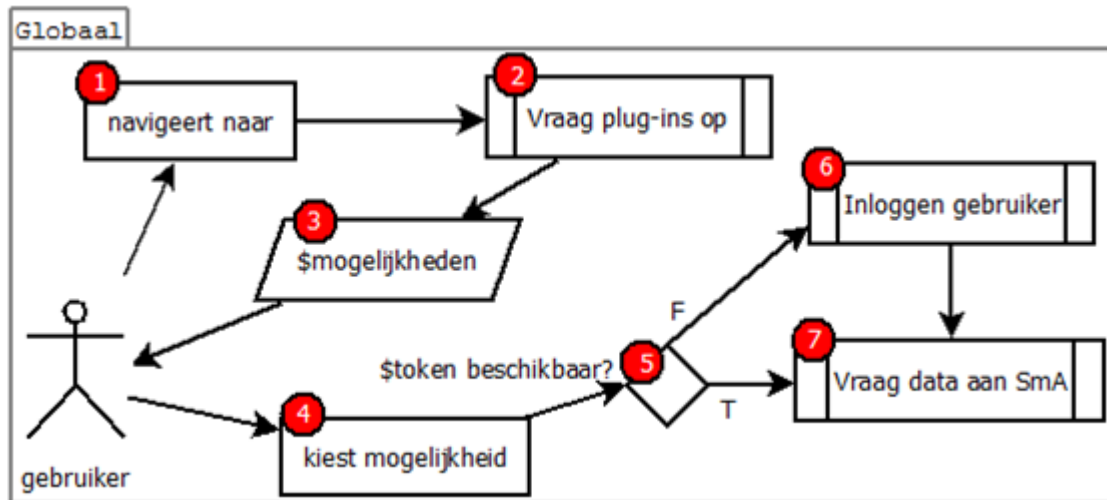 Globaal
1
navigeert naar
2
Vraag plug-ins op
3
$mogelijkheden
gebruiker
4
kiest mogelijkheid
$token beschikbaar?
5
F
T
6
Inloggen gebruiker
7
Vraag data aan SmA